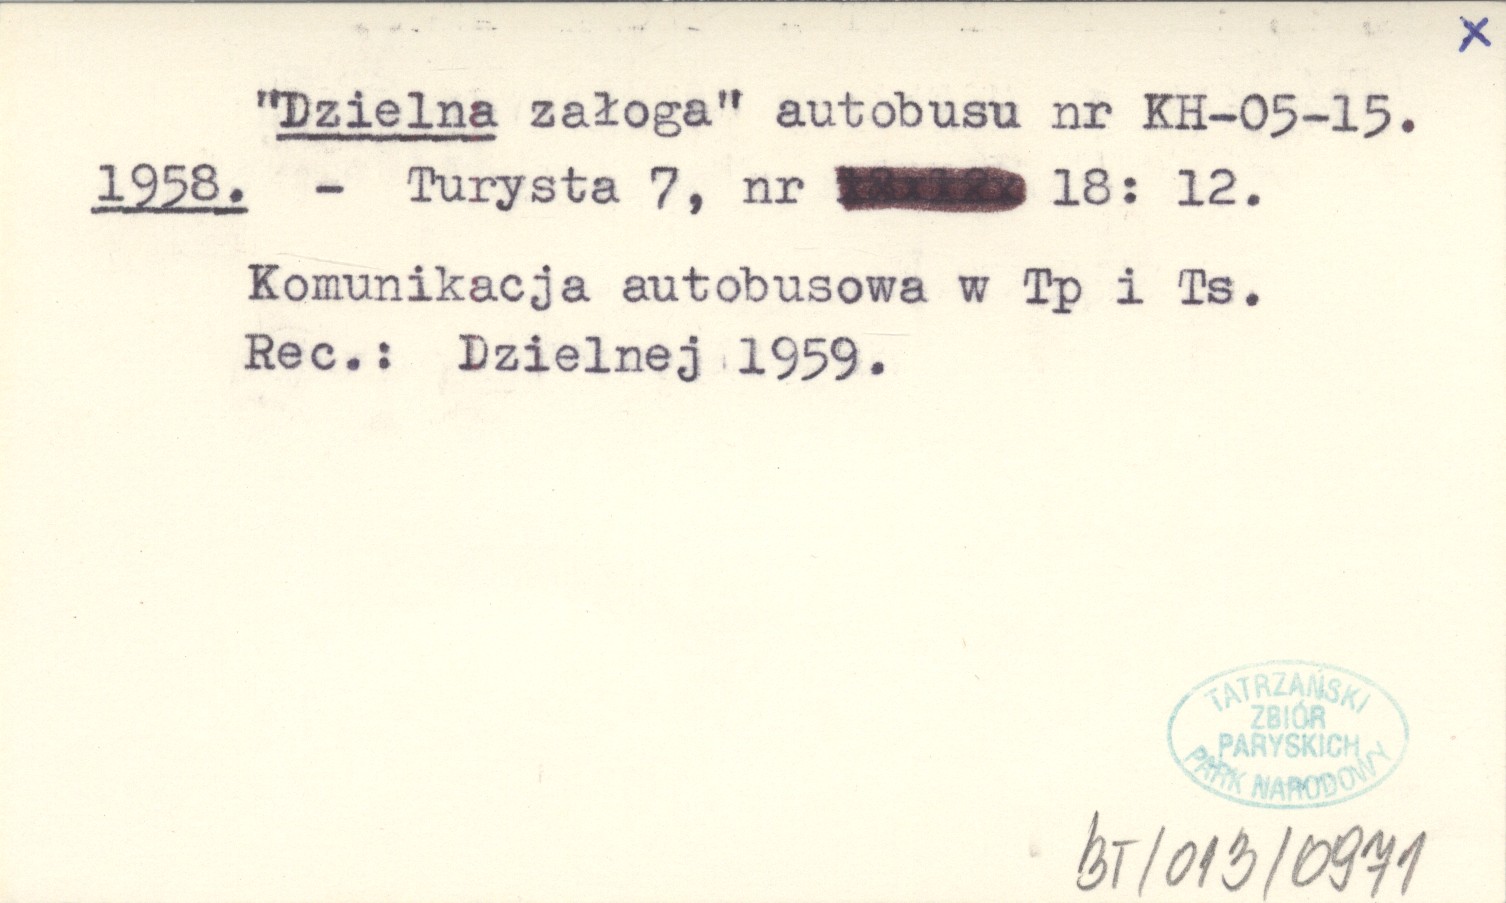 x
"Dzielna załoga" autobusu nr KH-05-15.
1958. - Turysta 7, nr 18: 12.
Komunikacja autobusowa w Tp i Ts.
Rec.: Dzielnej 1959.
TATRZAŃSKI
ZBIÓR
PARYSKICH
PARK NARODOWY
BT/013/0971